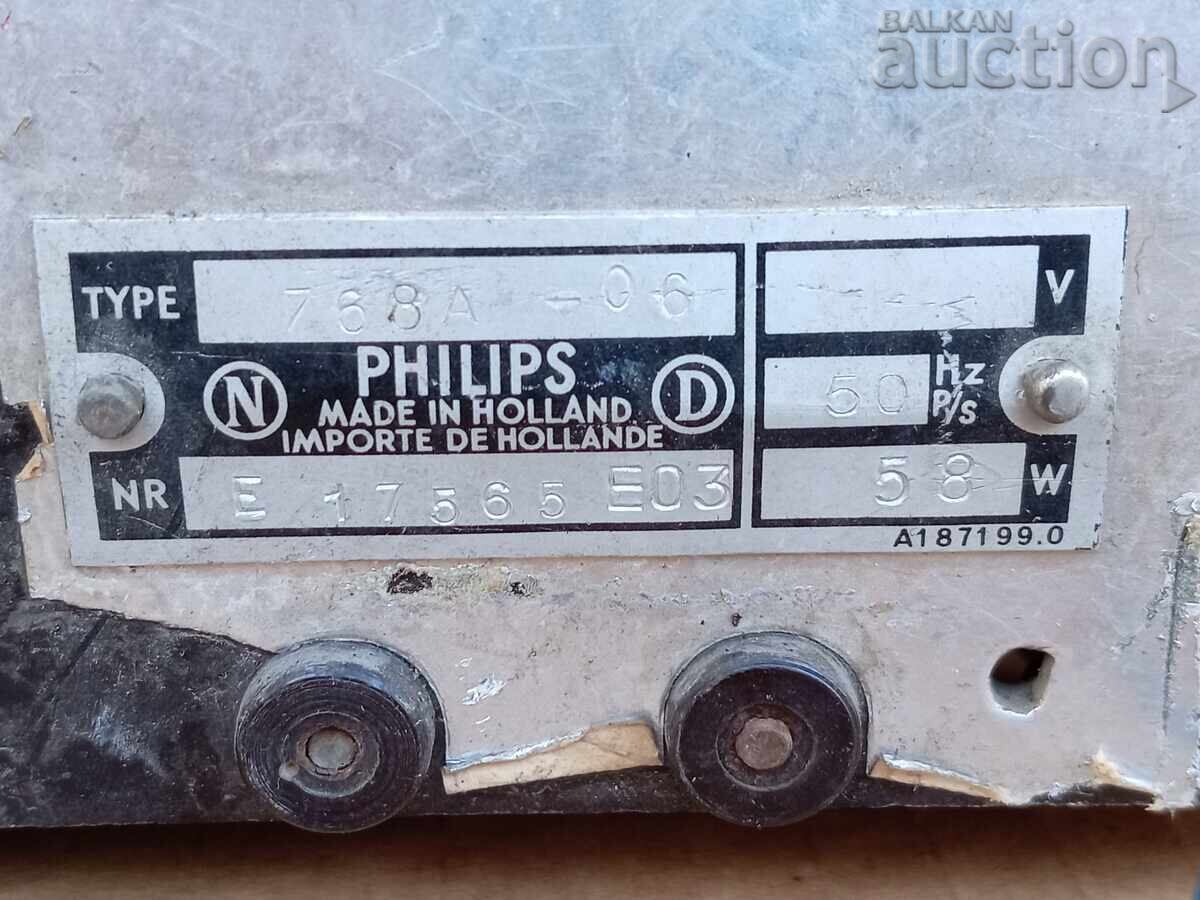 BALKAN
auction
TYPE 768A -06
V
PHILIPS
MADE IN HOLLAND
IMPORTE DE HOLLANDE
N
D
50 Hz
P/S
NR E 17565 E03
58 W
A187199.0